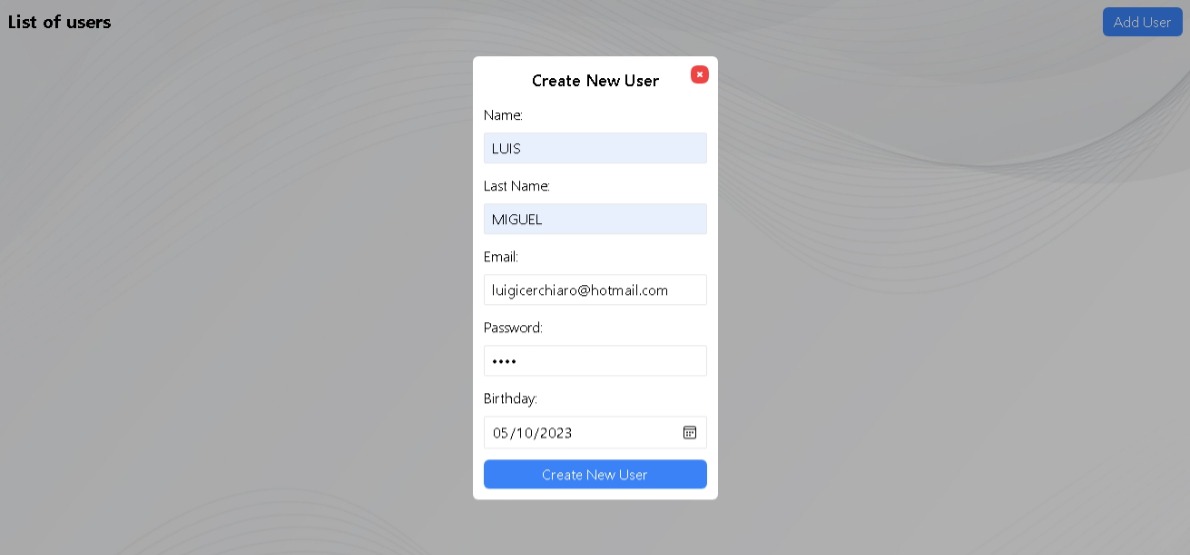 List of users
Add User
Create New User
Name:
LUIS
Last Name:
MIGUEL
Email:
luigicerchiaro@hotmail.com
Password:
••••
Birthday:
05/10/2023
Create New User